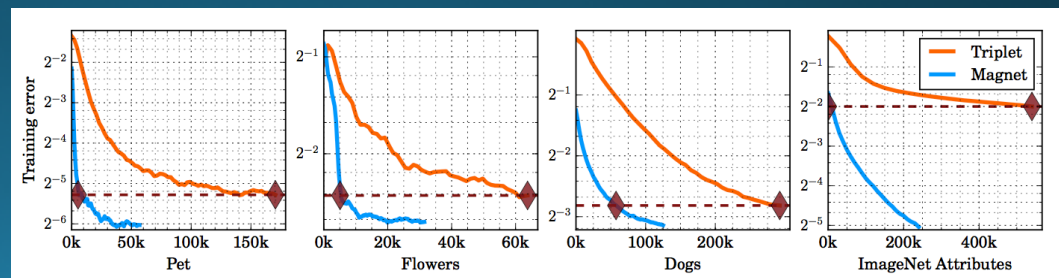 Training error
2⁻²
2⁻³
2⁻⁴
2⁻⁵
2⁻⁶
0k 50k 100k 150k
Pet
2⁻¹
2⁻²
0k 20k 40k 60k
Flowers
2⁻¹
2⁻²
2⁻³
0k 100k 200k
Dogs
2⁻¹
2⁻²
2⁻³
2⁻⁴
2⁻⁵
0k 200k 400k
ImageNet Attributes
Triplet
Magnet